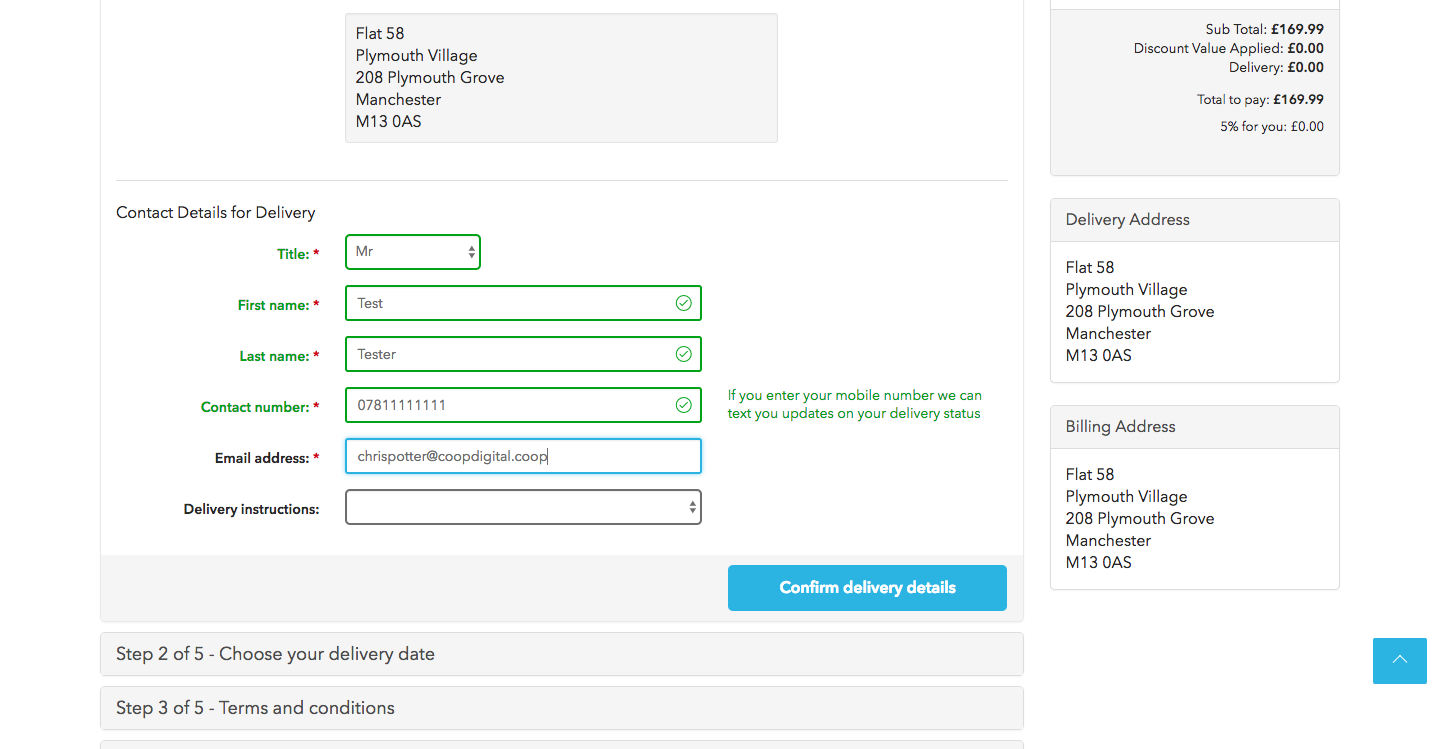 Flat 58
Plymouth Village
208 Plymouth Grove
Manchester
M13 0AS
Contact Details for Delivery
Title: * Mr
First name: * Test
Last name: * Tester
Contact number: * 07811111111
If you enter your mobile number we can
text you updates on your delivery status
Email address: * chrispotter@coopdigital.coop
Delivery instructions:
Confirm delivery details
Step 2 of 5 - Choose your delivery date
Step 3 of 5 - Terms and conditions
Sub Total: £169.99
Discount Value Applied: £0.00
Delivery: £0.00
Total to pay: £169.99
5% for you: £0.00
Delivery Address
Flat 58
Plymouth Village
208 Plymouth Grove
Manchester
M13 0AS
Billing Address
Flat 58
Plymouth Village
208 Plymouth Grove
Manchester
M13 0AS